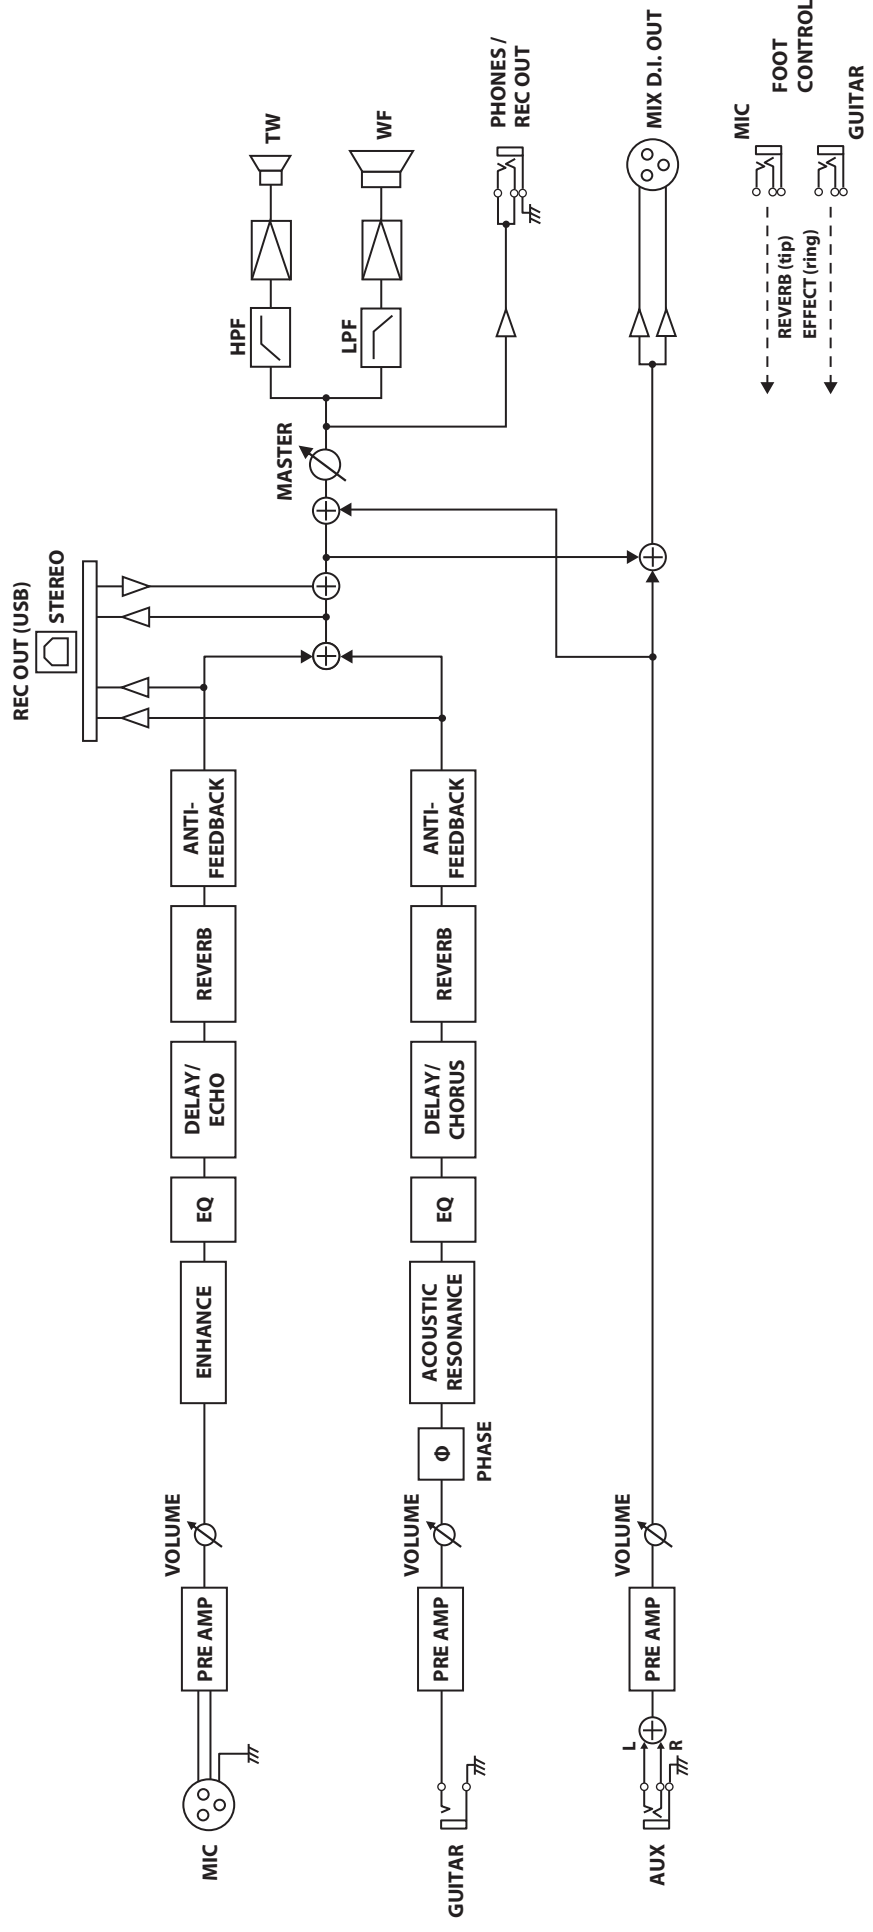 MIC
PRE AMP
VOLUME
ENHANCE
EQ
DELAY/
ECHO
REVERB
ANTI-
FEEDBACK
REC OUT (USB)
STEREO
GUITAR
PRE AMP
VOLUME
Φ
PHASE
ACOUSTIC
RESONANCE
EQ
DELAY/
CHORUS
REVERB
ANTI-
FEEDBACK
MASTER
HPF
TW
LPF
WF
PHONES /
REC OUT
AUX
L
R
PRE AMP
VOLUME
MIX D.I. OUT
REVERB (tip)
EFFECT (ring)
MIC
FOOT
CONTROL
GUITAR